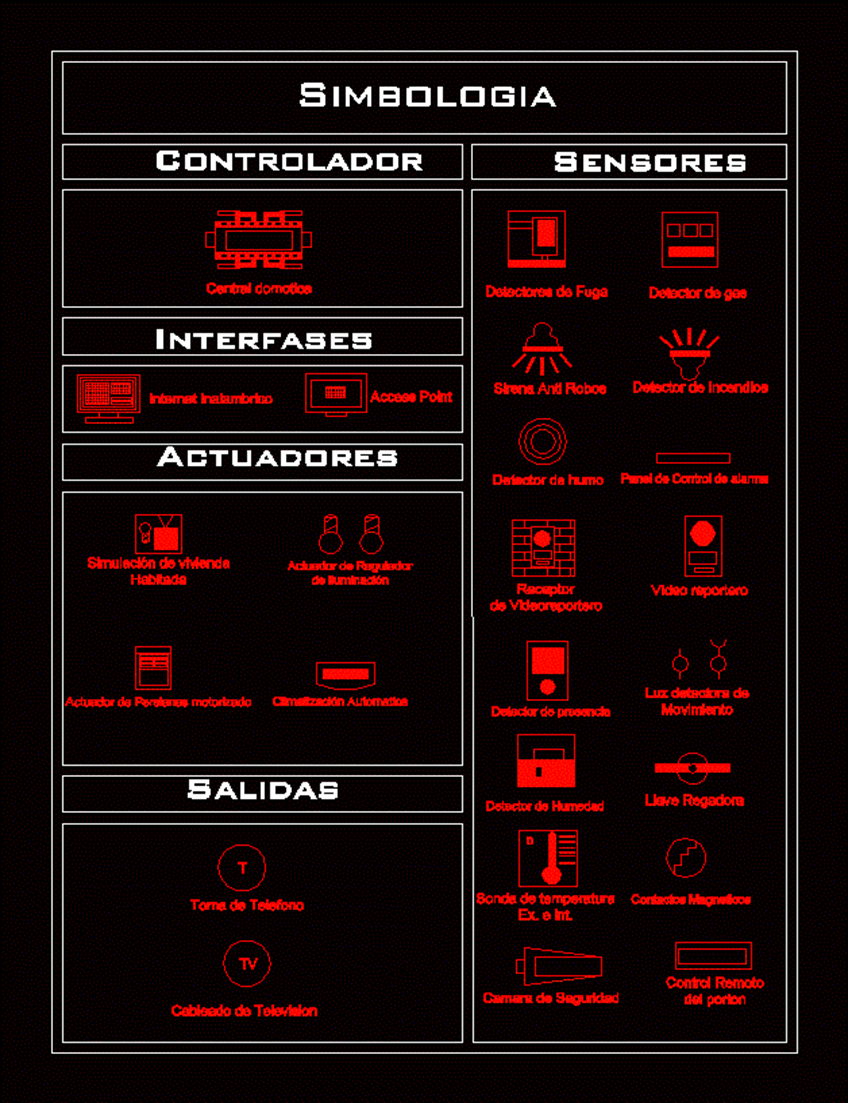 SIMBOLOGIA
CONTROLADOR
Central domotica
INTERFASES
Internet Inalambrico
Access Point
ACTUADORES
Simulación de vivienda
Habitada
Actuador de Regulador
de Iluminación
Actuador de Persianas motorizado
Climatización Automatica
SALIDAS
T
Toma de Telefono
TV
Cableado de Television
SENSORES
Detectores de Fuga
Detector de gas
Sirena Anti Robos
Detector de Incendios
Detector de humo
Panel de Control de alarma
Receptor
de Videoreportero
Video reportero
Detector de presencia
Lux detectora de
Movimiento
Detector de Humedad
Llave Regadora
n
Sonda de temperatura
Ex. e Int.
Contactos Magneticos
Camara de Seguridad
Control Remoto
del porton